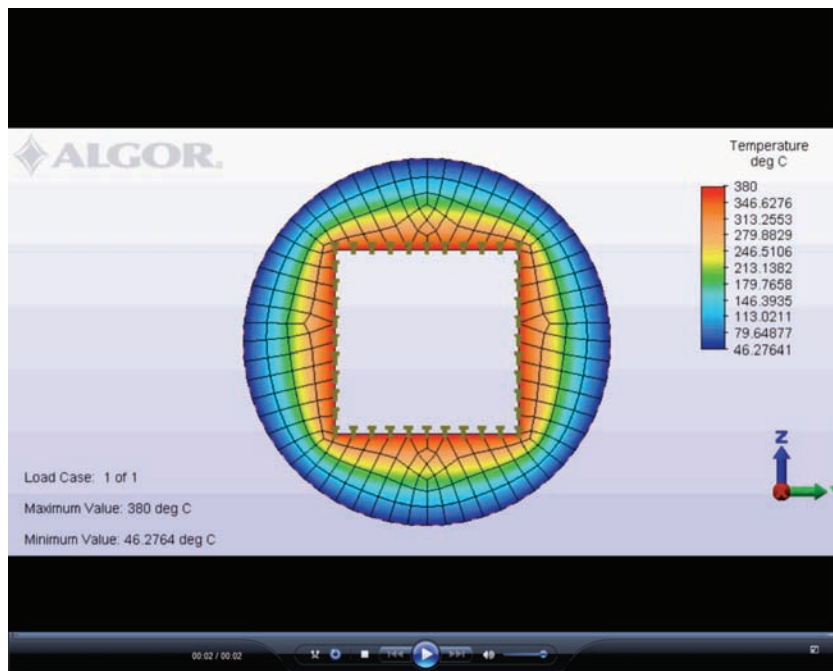 ALGOR
Temperature
deg C
380
346.6276
313.2553
279.8829
246.5106
213.1382
179.7658
146.3935
113.0211
79.64877
46.27641
Z
Y
Load Case: 1 of 1
Maximum Value: 380 deg C
Minimum Value: 46.2764 deg C
00:02 / 00:02